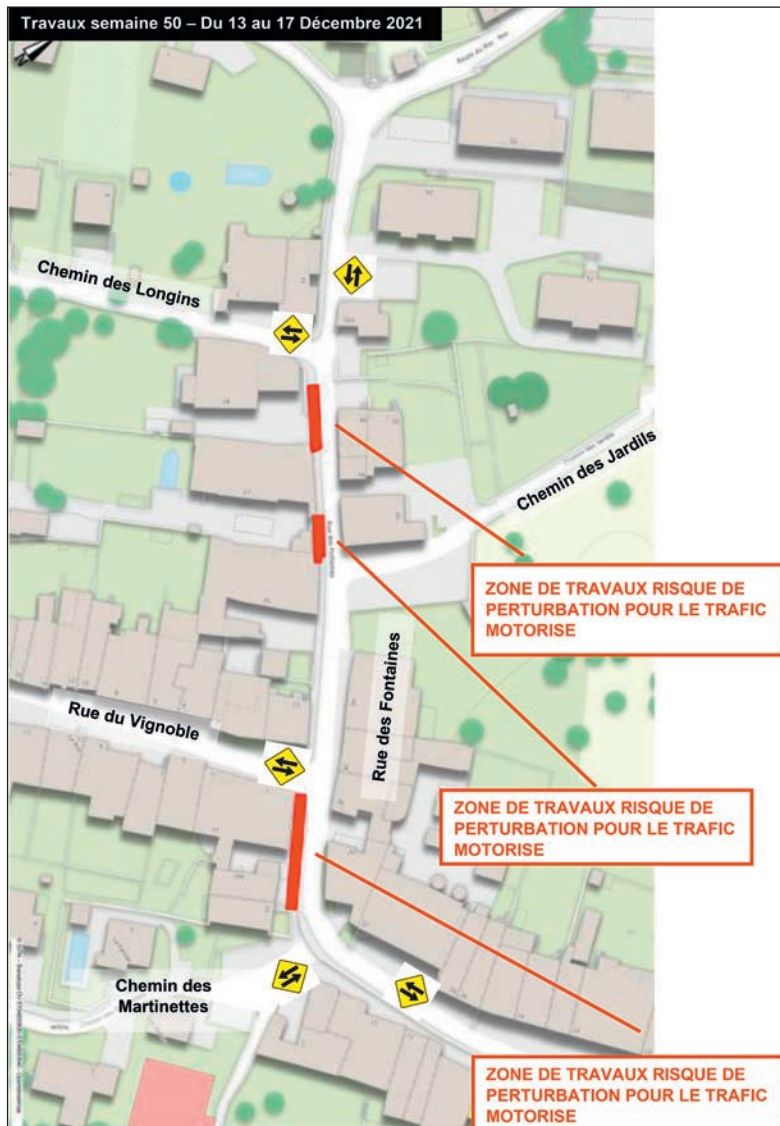 Travaux semaine 50 – Du 13 au 17 Décembre 2021
Chemin des Longins
Chemin des Jardils
ZONE DE TRAVAUX RISQUE DE
PERTURBATION POUR LE TRAFIC
MOTORISE
Rue des Fontaines
Rue du Vignoble
ZONE DE TRAVAUX RISQUE DE
PERTURBATION POUR LE TRAFIC
MOTORISE
Chemin des
Martinettes
ZONE DE TRAVAUX RISQUE DE
PERTURBATION POUR LE TRAFIC
MOTORISE